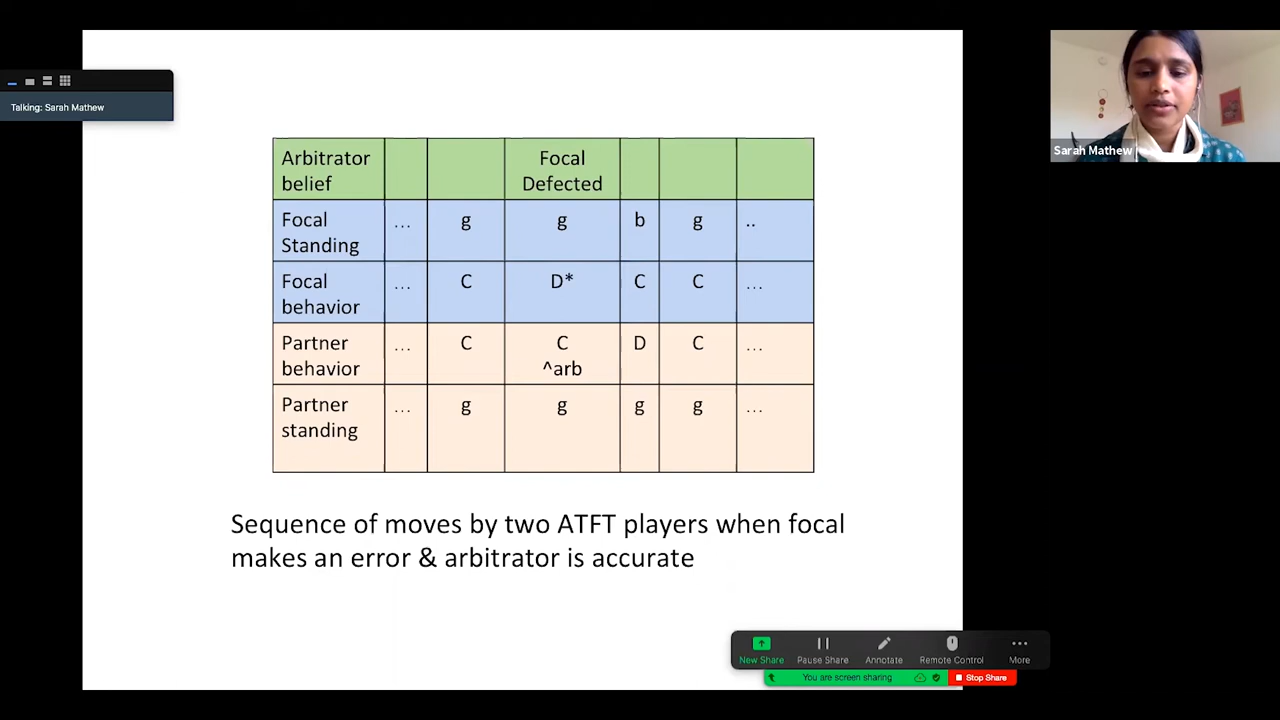 Talking: Sarah Mathew
Sarah Mathew
Arbitrator belief Focal Defected
Focal Standing ... g g b g ..
Focal behavior ... C D* C C ...
Partner behavior ... C C ^arb D C ...
Partner standing ... g g g g ...
Sequence of moves by two ATFT players when focal
makes an error & arbitrator is accurate
New Share Pause Share Annotate Remote Control More
You are screen sharing Stop Share